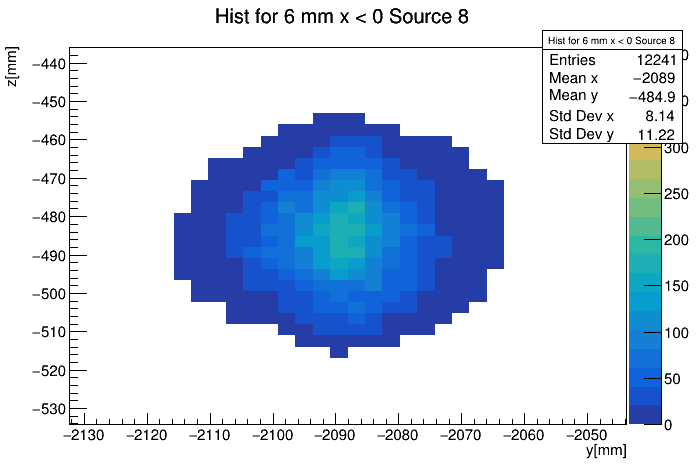 Hist for 6 mm x < 0 Source 8
z[mm]
Hist for 6 mm x < 0 Source 8
Entries 12241
Mean x −2089
Mean y −484.9
Std Dev x 8.14
Std Dev y 11.22
−440
−450
−460
−470
−480
−490
−500
−510
−520
−530
300
250
200
150
100
50
0
−2130 −2120 −2110 −2100 −2090 −2080 −2070 −2060 −2050
y[mm]